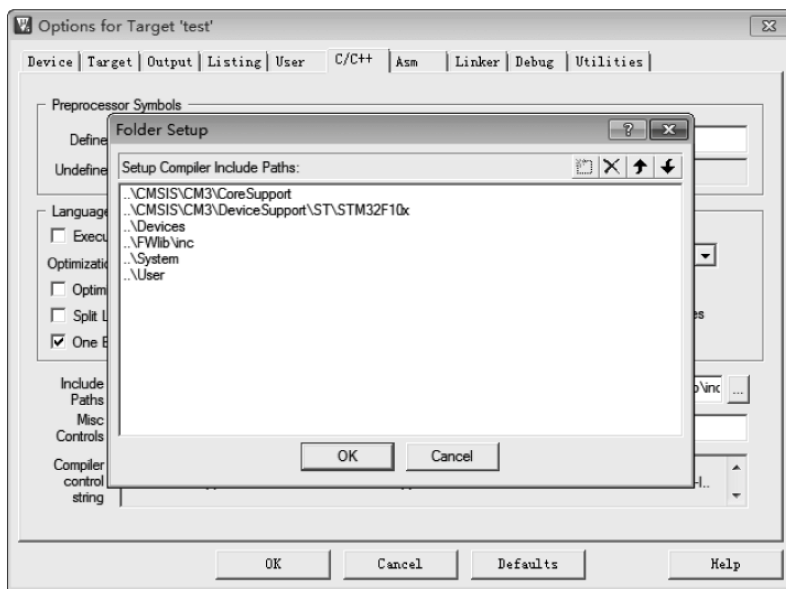 Options for Target 'test'
Device Target Output Listing User C/C++ Asm Linker Debug Utilities
Preprocessor Symbols
Define
Folder Setup
Undefine
Setup Compiler Include Paths:
..\CMSIS\CM3\CoreSupport
..\CMSIS\CM3\DeviceSupport\ST\STM32F10x
..\Devices
..\FWlib\inc
..\System
..\User
Language
Execu
Optimizatio
Optim
Split L
es
One E
Include
Paths
b\inc ...
Misc
Controls
OK Cancel
Compiler
control
string
OK Cancel Defaults Help